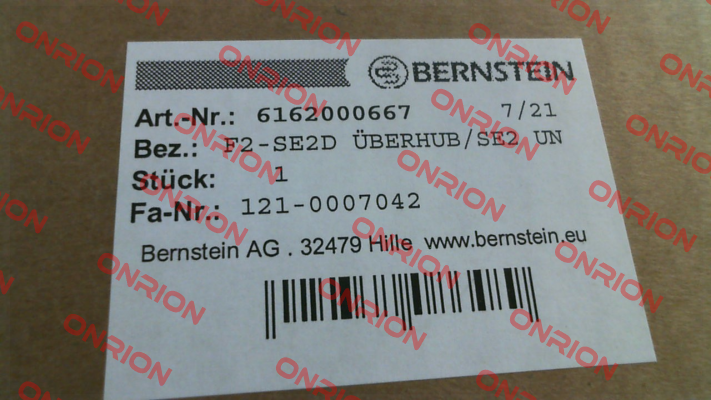 BERNSTEIN
Art.-Nr.: 6162000667 7/21
Bez.: F2-SE2D ÜBERHUB/SE2 UN
Stück: 1
Fa-Nr.: 121-0007042
Bernstein AG . 32479 Hille www.bernstein.eu
ONRION